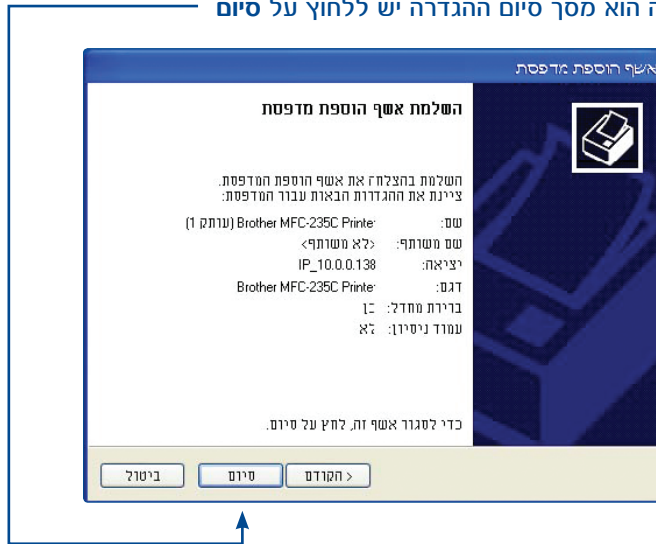 הוא מסך סיום ההגדרה יש ללחוץ על סיום
אשף הוספת מדפסת
השלמת אשף הוספת מדפסת
השלמת בהצלחה את אשף הוספת המדפסת.
ציינת את ההגדרות הבאות עבור המדפסת:
שם: Brother MFC-235C Printer (עותק 1)
שם משותף: <לא משותף>
יציאה: IP_10.0.0.138
דגם: Brother MFC-235C Printer
ברירת מחדל: כן
עמוד ניסיון: לא
כדי לסגור אשף זה, לחץ על סיום.
< הקודם
סיום
ביטול